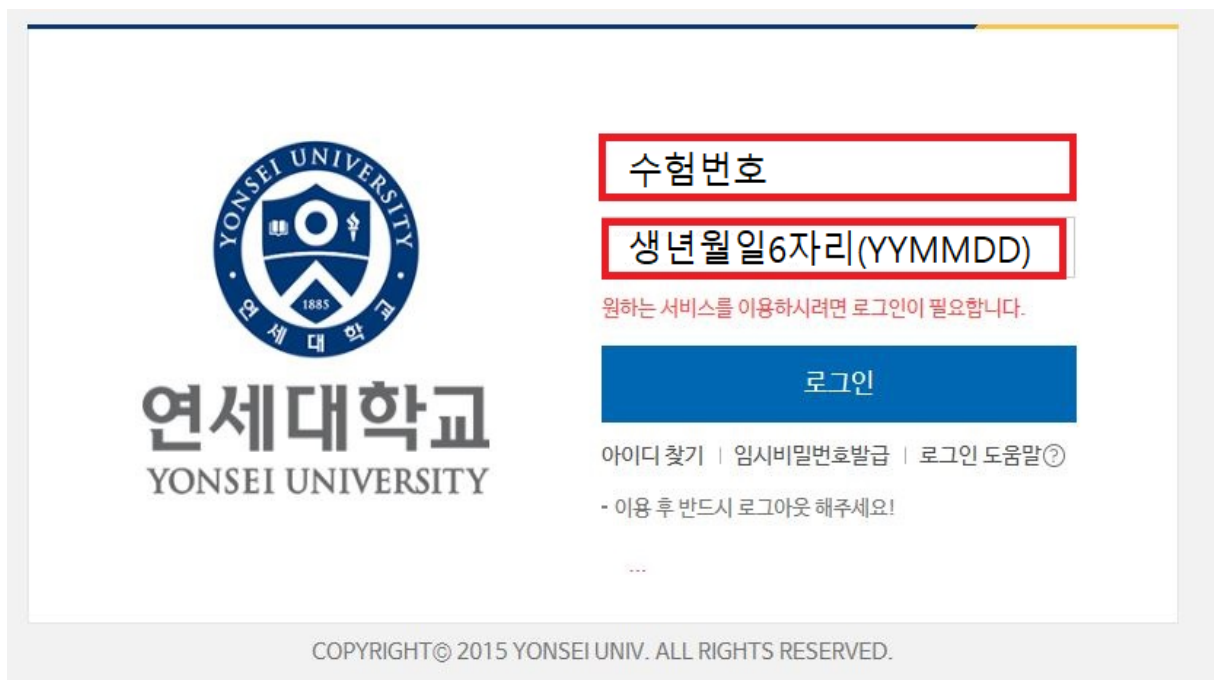 수험번호
생년월일6자리(YYMMDD)
원하는 서비스를 이용하시려면 로그인이 필요합니다.
로그인
아이디 찾기 | 임시비밀번호발급 | 로그인 도움말?
- 이용 후 반드시 로그아웃 해주세요!
...
YONSEI UNIVERSITY
1885
연세대학교
연세대학교
YONSEI UNIVERSITY
COPYRIGHT© 2015 YONSEI UNIV. ALL RIGHTS RESERVED.